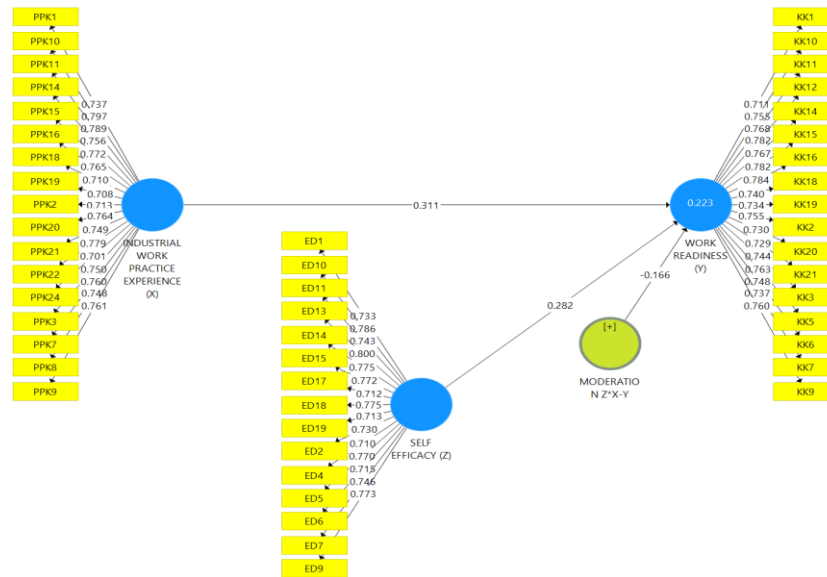 PPK1
PPK10
PPK11
PPK14
PPK15
PPK16
PPK18
PPK19
PPK2
PPK20
PPK21
PPK22
PPK24
PPK3
PPK7
PPK8
PPK9
0.737
0.797
0.789
0.756
0.772
0.765
0.710
0.708
0.713
0.764
0.749
0.779
0.701
0.750
0.760
0.748
0.761
INDUSTRIAL
WORK
PRACTICE
EXPERIENCE
(X)
0.311
ED1
ED10
ED11
ED13
ED14
ED15
ED17
ED18
ED19
ED2
ED4
ED5
ED6
ED7
ED9
0.733
0.786
0.743
0.800
0.775
0.772
0.712
0.775
0.713
0.730
0.710
0.770
0.715
0.746
0.773
SELF
EFFICACY (Z)
0.282
-0.166
[+]
MODERATIO
N Z*X-Y
0.223
WORK
READINESS
(Y)
0.711
0.755
0.768
0.782
0.767
0.782
0.784
0.740
0.734
0.755
0.730
0.729
0.744
0.763
0.748
0.737
0.760
KK1
KK10
KK11
KK12
KK14
KK15
KK16
KK18
KK19
KK2
KK20
KK21
KK3
KK5
KK6
KK7
KK9